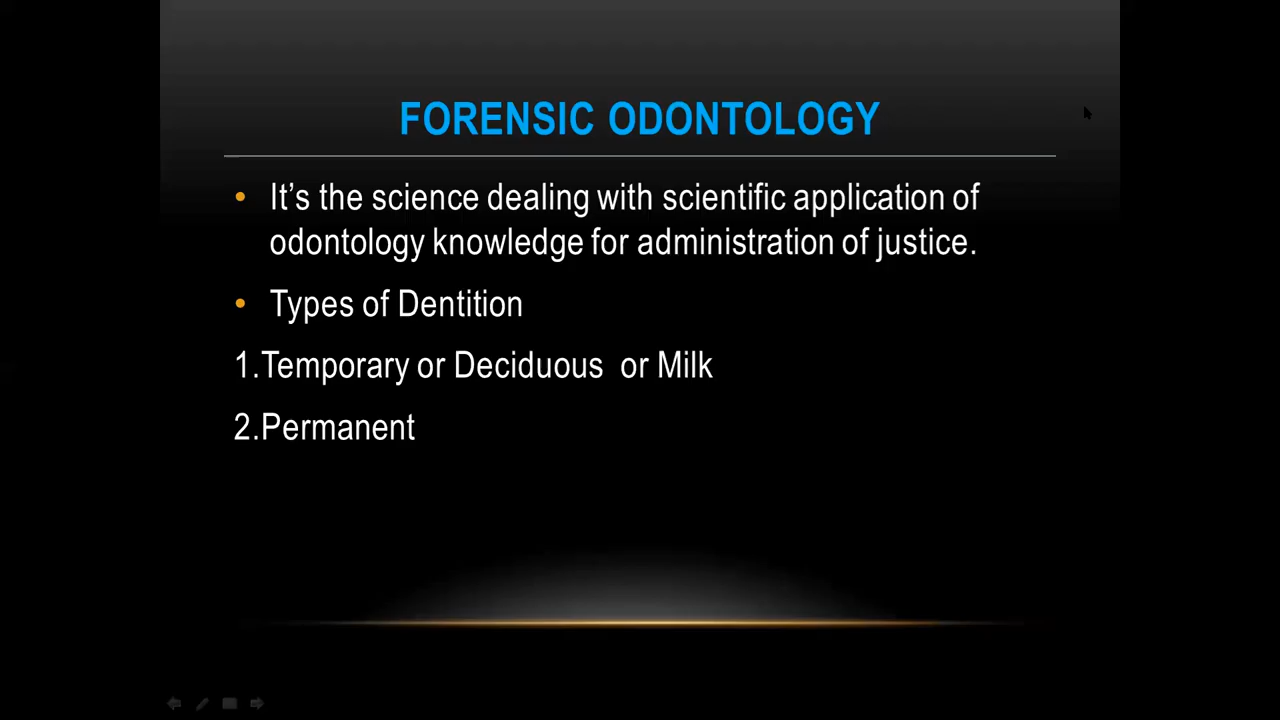 FORENSIC ODONTOLOGY
• It’s the science dealing with scientific application of
odontology knowledge for administration of justice.
• Types of Dentition
1.Temporary or Deciduous  or Milk
2.Permanent